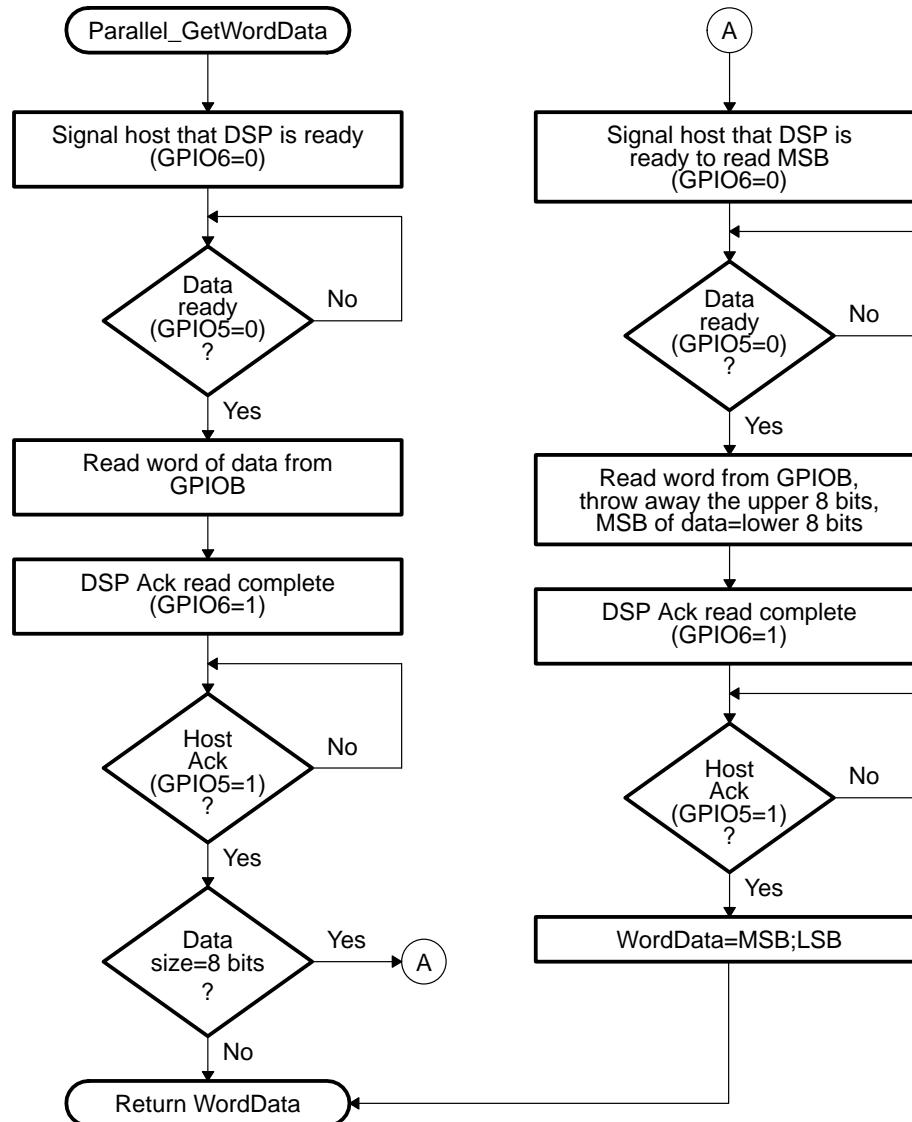 Parallel_GetWordData
Signal host that DSP is ready
(GPIO6=0)
Data
ready
(GPIO5=0)
?
No
Yes
Read word of data from
GPIOB
DSP Ack read complete
(GPIO6=1)
Host
Ack
(GPIO5=1)
?
No
Yes
Data
size=8 bits
?
Yes
A
No
Return WordData
A
Signal host that DSP is
ready to read MSB
(GPIO6=0)
Data
ready
(GPIO5=0)
?
No
Yes
Read word from GPIOB,
throw away the upper 8 bits,
MSB of data=lower 8 bits
DSP Ack read complete
(GPIO6=1)
Host
Ack
(GPIO5=1)
?
No
Yes
WordData=MSB;LSB